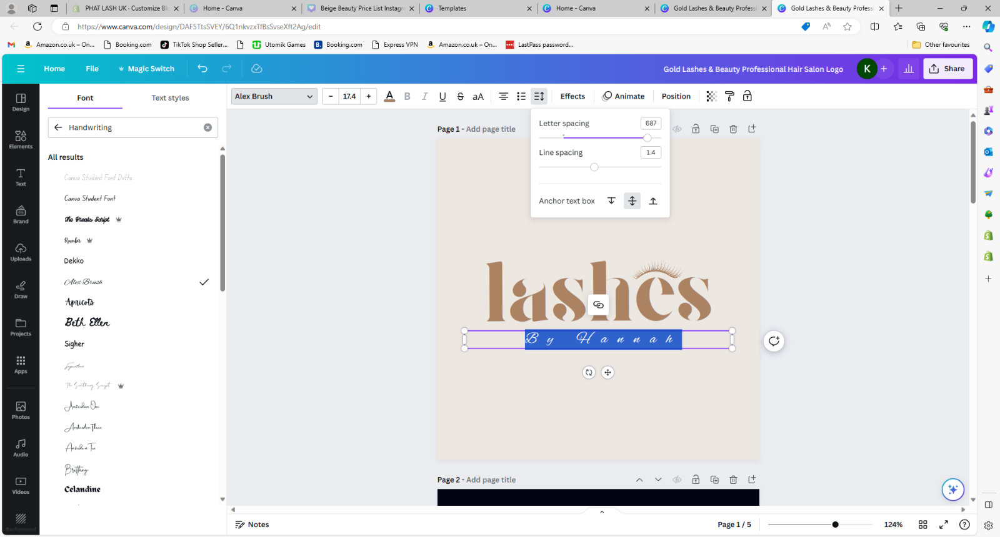 PHAT LASH UK · Customize Bl
Home - Canva
Beige Beauty Price List Instagr
Templates
Home - Canva
Gold Lashes & Beauty Professi
Gold Lashes & Beauty Profess
https://www.canva.com/design/DAF5TtsSVEY/6Q1nkvzxTfBsSvseXft2Ag/edit
Amazon.co.uk – On...
Booking.com
TikTok Shop Seller...
Utomik Games
Booking.com
Express VPN
Amazon.co.uk – On...
LastPass password...
Other favourites
Home
File
Magic Switch
Gold Lashes & Beauty Professional Hair Salon Logo
K
Share
Design
Elements
Text
Brand
Uploads
Draw
Projects
Apps
Photos
Audio
Videos
Background
Font
Text styles
Handwriting
All results
Canva Student Font Dotte
Canva Student Font
The Breaks Script
Rumba
Dekko
Alex Brush
Apricots
Beth Ellen
Sigher
Signature
The Soothing Script
Amsterdam One
Amsterdam Three
Amsterdam Two
Brittany
Celandine
Alex Brush
17.4
A
B
I
U
S
aA
Effects
Animate
Position
Letter spacing
687
Line spacing
1.4
Anchor text box
Page 1 - Add page title
lashes
By Hannah
Page 2 - Add page title
Notes
Page 1 / 5
124%